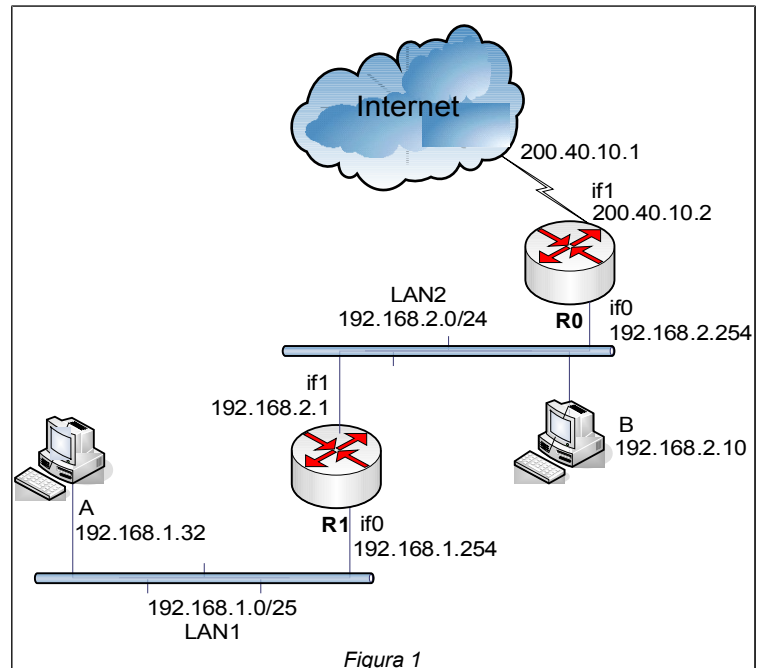 Internet
200.40.10.1
if1
200.40.10.2
LAN2
192.168.2.0/24
R0
if0
192.168.2.254
if1
192.168.2.1
B
192.168.2.10
A
192.168.1.32
R1
if0
192.168.1.254
192.168.1.0/25
LAN1
Figura 1